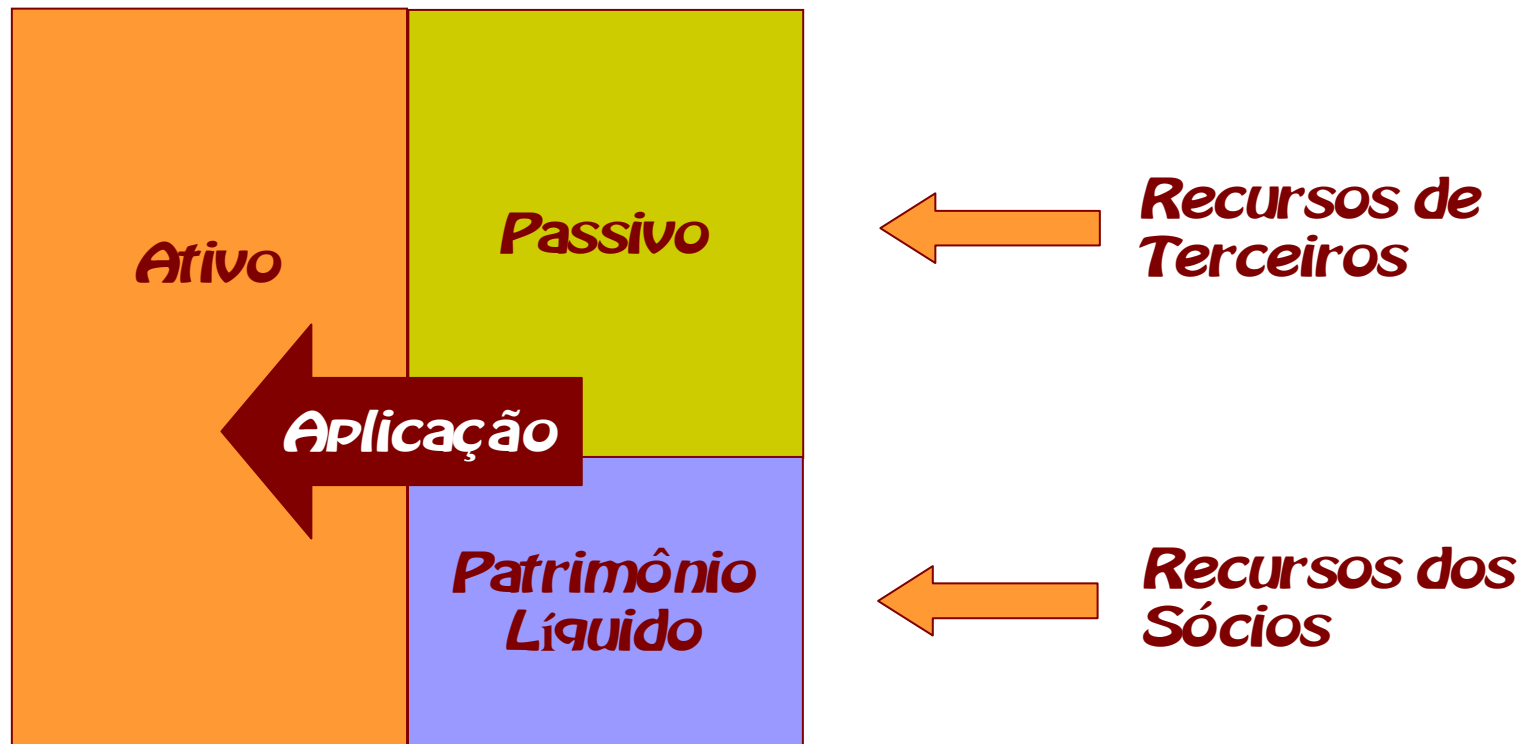 Ativo
Passivo
Recursos de
Terceiros
Aplicação
Patrimônio
Líquido
Recursos dos
Sócios